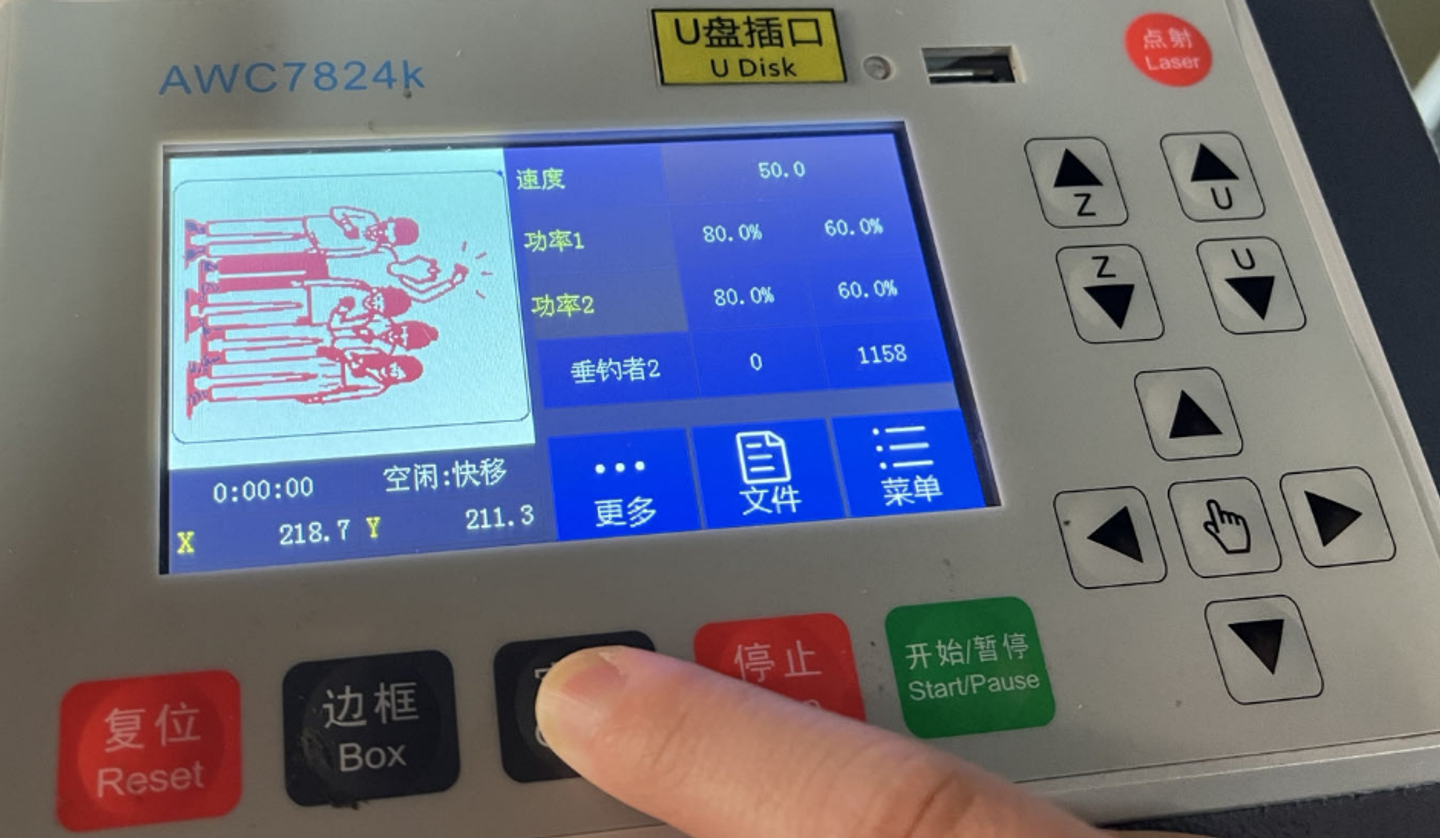 U盘插口
U Disk
点射
Laser
AWC7824k
速度 50.0
功率1 80.0% 60.0%
功率2 80.0% 60.0%
垂钓者2 0 1158
更多
文件
菜单
0:00:00 空闲:快移
X 218.7 Y 211.3
Z
U
Z
U
复位
Reset
边框
Box
停止
开始/暂停
Start/Pause